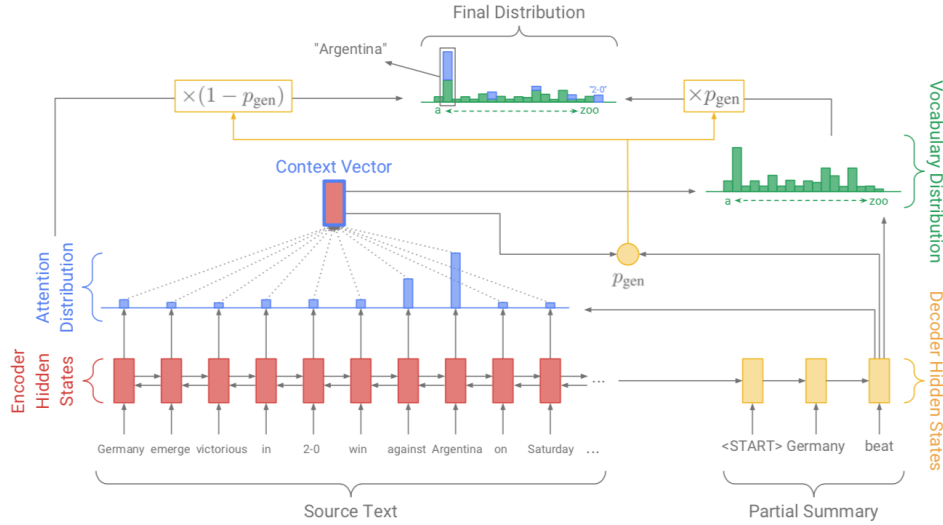 Final Distribution
"Argentina"
×(1 − p_gen)
"2-0"
×p_gen
a
zoo
Context Vector
Vocabulary Distribution
a
zoo
Attention
Distribution
p_gen
Encoder
Hidden
States
Decoder Hidden States
...
Germany emerge victorious in 2-0 win against Argentina on Saturday ...
<START> Germany beat
Source Text
Partial Summary